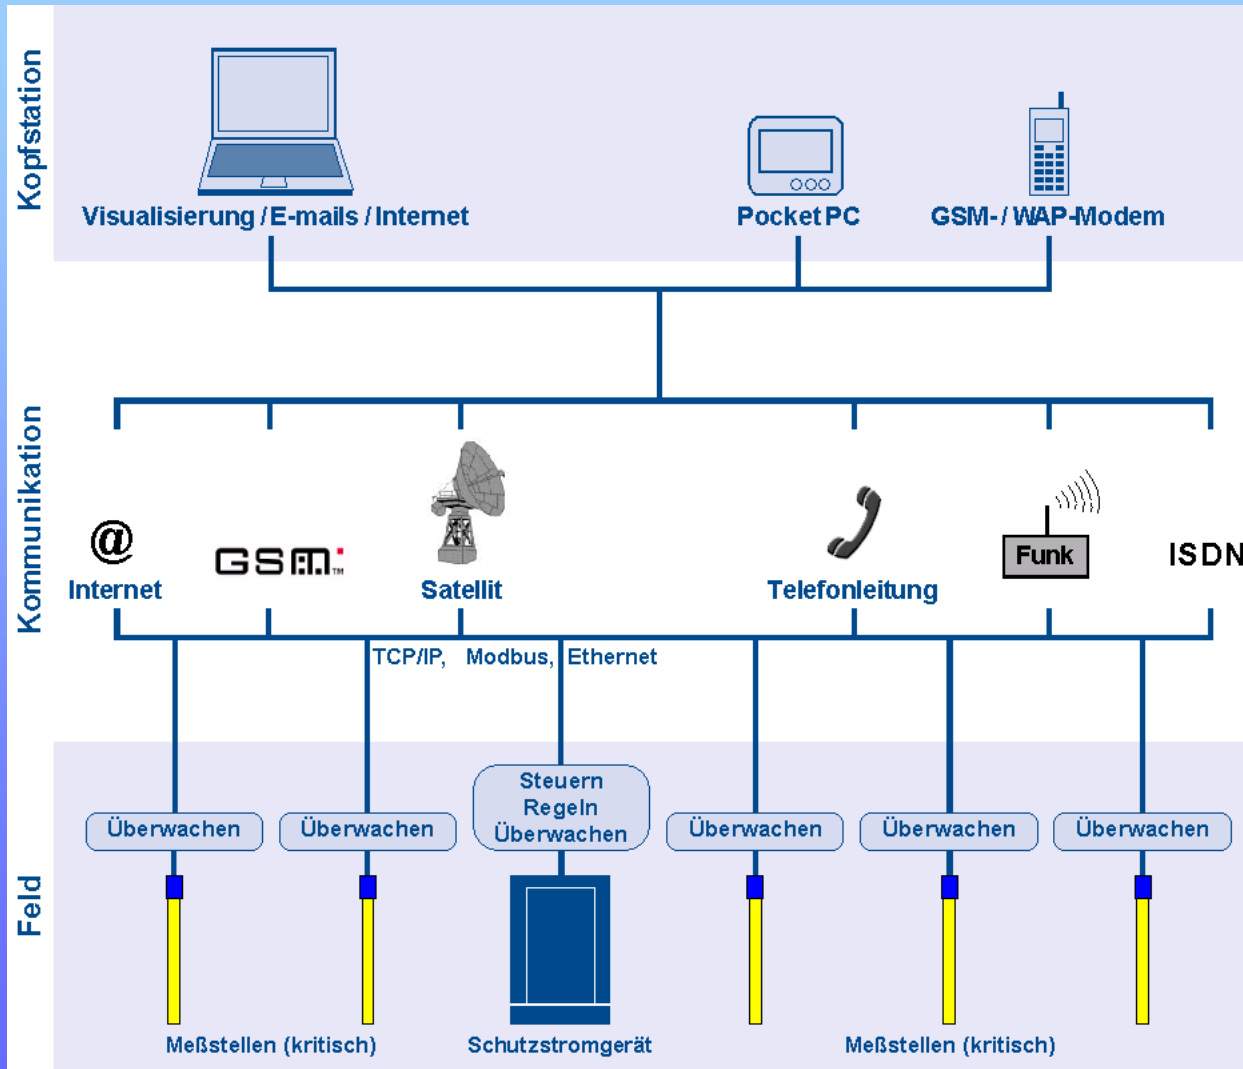 Kopfstation
Visualisierung / E-mails / Internet
Pocket PC
GSM- / WAP-Modem
Kommunikation
@
Internet
GSM™
Satellit
Telefonleitung
Funk
ISDN
TCP/IP, Modbus, Ethernet
Feld
Überwachen
Überwachen
Steuern
Regeln
Überwachen
Überwachen
Überwachen
Überwachen
Meßstellen (kritisch)
Schutzstromgerät
Meßstellen (kritisch)